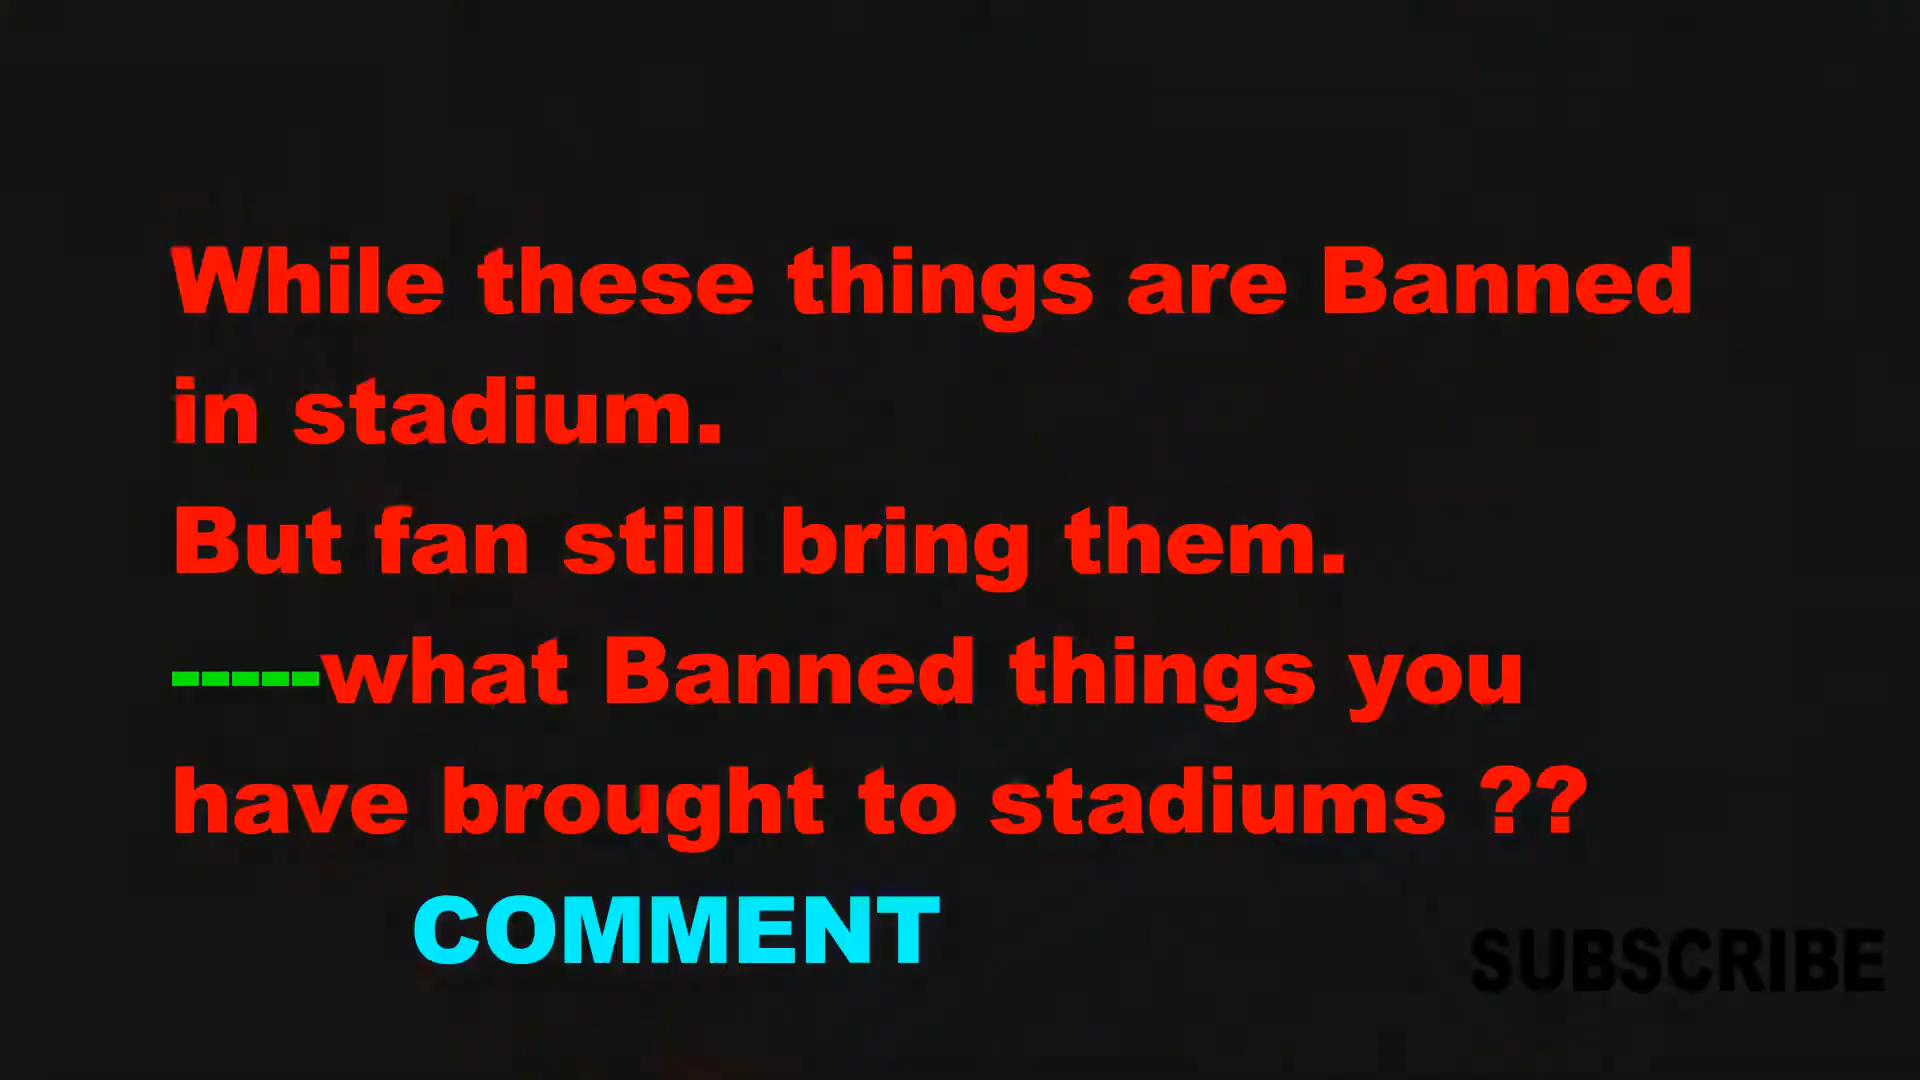 While these things are Banned
in stadium.
But fan still bring them.
-----what Banned things you
have brought to stadiums ??
COMMENT
SUBSCRIBE